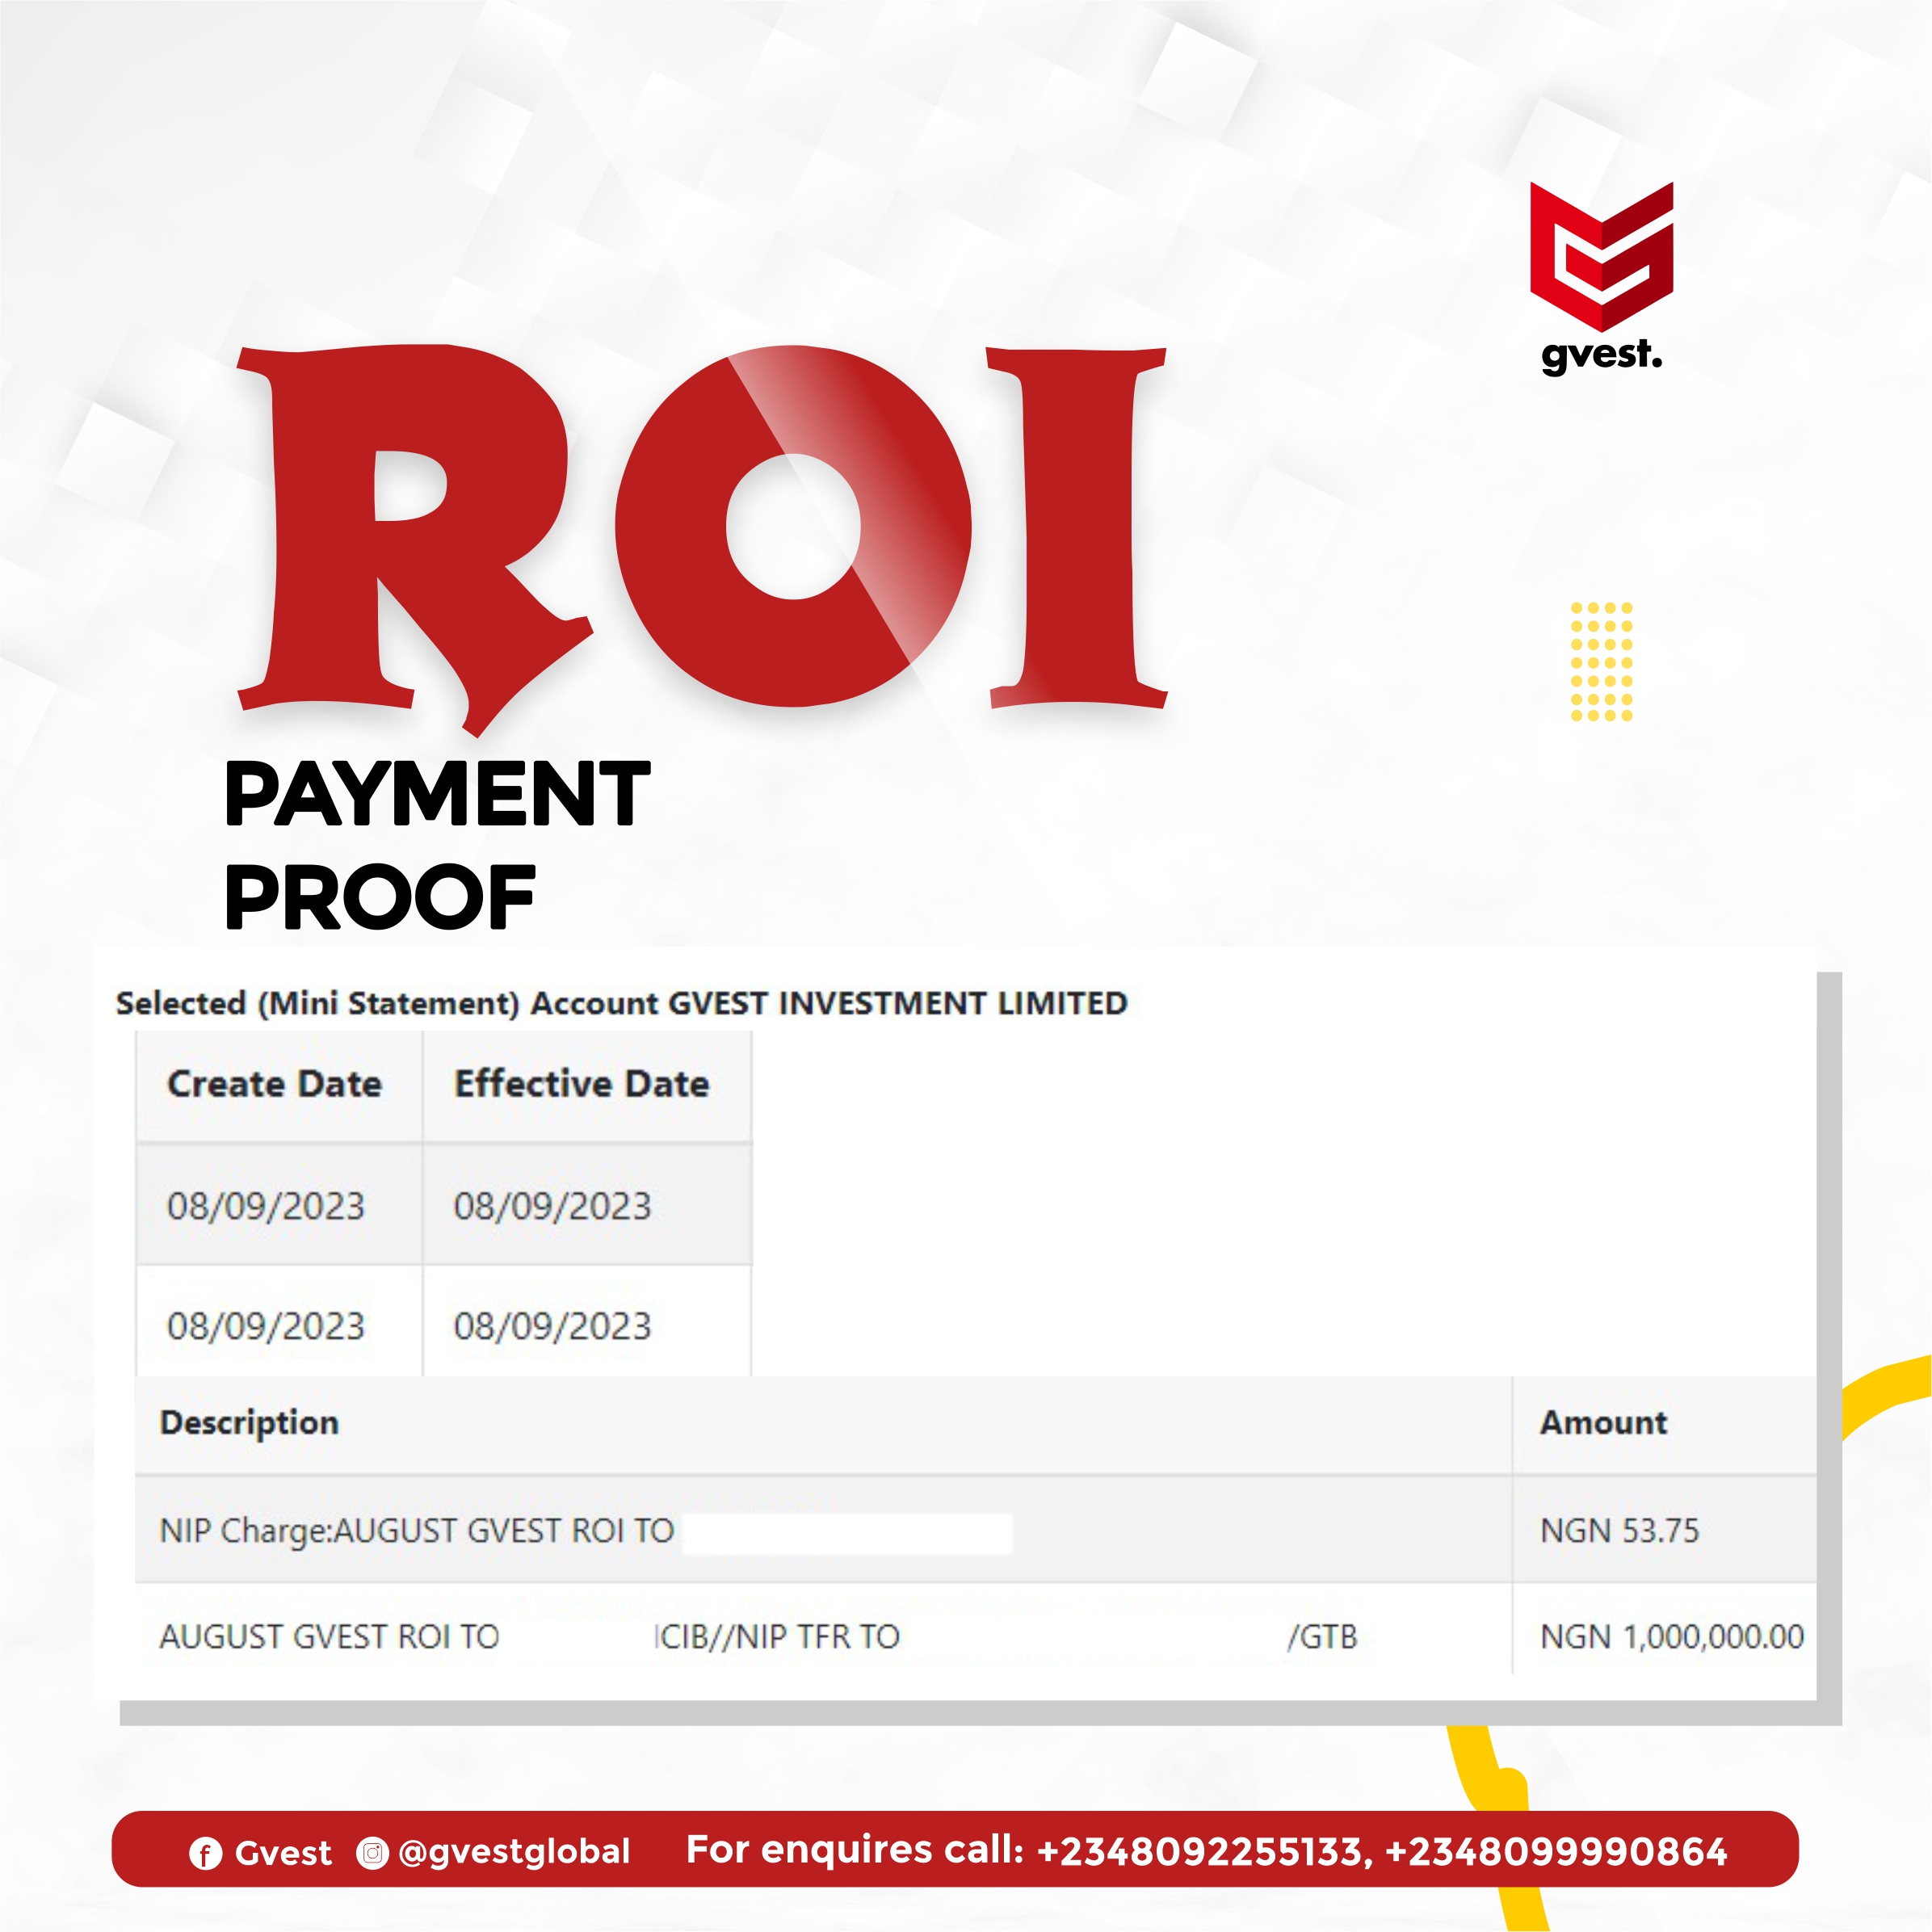 gvest.
ROI
PAYMENT
PROOF
Selected (Mini Statement) Account GVEST INVESTMENT LIMITED
Create Date Effective Date
08/09/2023 08/09/2023
08/09/2023 08/09/2023
Description Amount
NIP Charge:AUGUST GVEST ROI TO NGN 53.75
AUGUST GVEST ROI TO CIB//NIP TFR TO /GTB NGN 1,000,000.00
Gvest @gvestglobal For enquires call: +2348092255133, +2348099990864